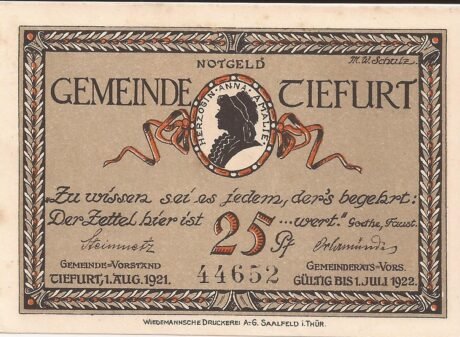 NOTGELD
M.W. Schulz.
GEMEINDE TIEFURT
HERZOGIN·ANNA·AMALIE
„Zu wissen sei es jedem, der's begehrt:
Der Zettel hier ist 25 Pf ...wert." Goethe, Faust.
Steinmetz
GEMEINDE=VORSTAND
GEMEINDERATS=VORS.
44652
TIEFURT, 1. AUG. 1921.
GÜLTIG BIS 1. JULI 1922.
WIEDEMANNSCHE DRUCKEREI A=G. SAALFELD i. THÜR.